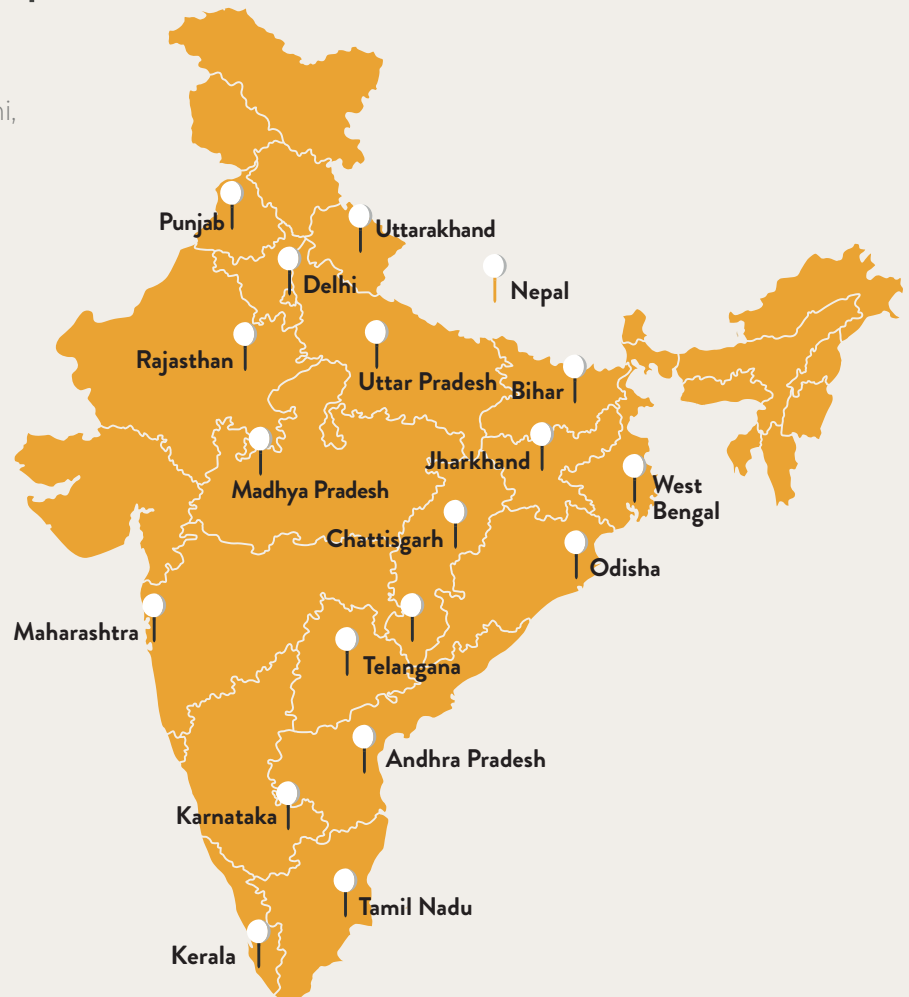 Punjab
Uttarakhand
Delhi
Nepal
Rajasthan
Uttar Pradesh
Bihar
Jharkhand
Madhya Pradesh
West
Bengal
Chattisgarh
Odisha
Maharashtra
Telangana
Andhra Pradesh
Karnataka
Tamil Nadu
Kerala